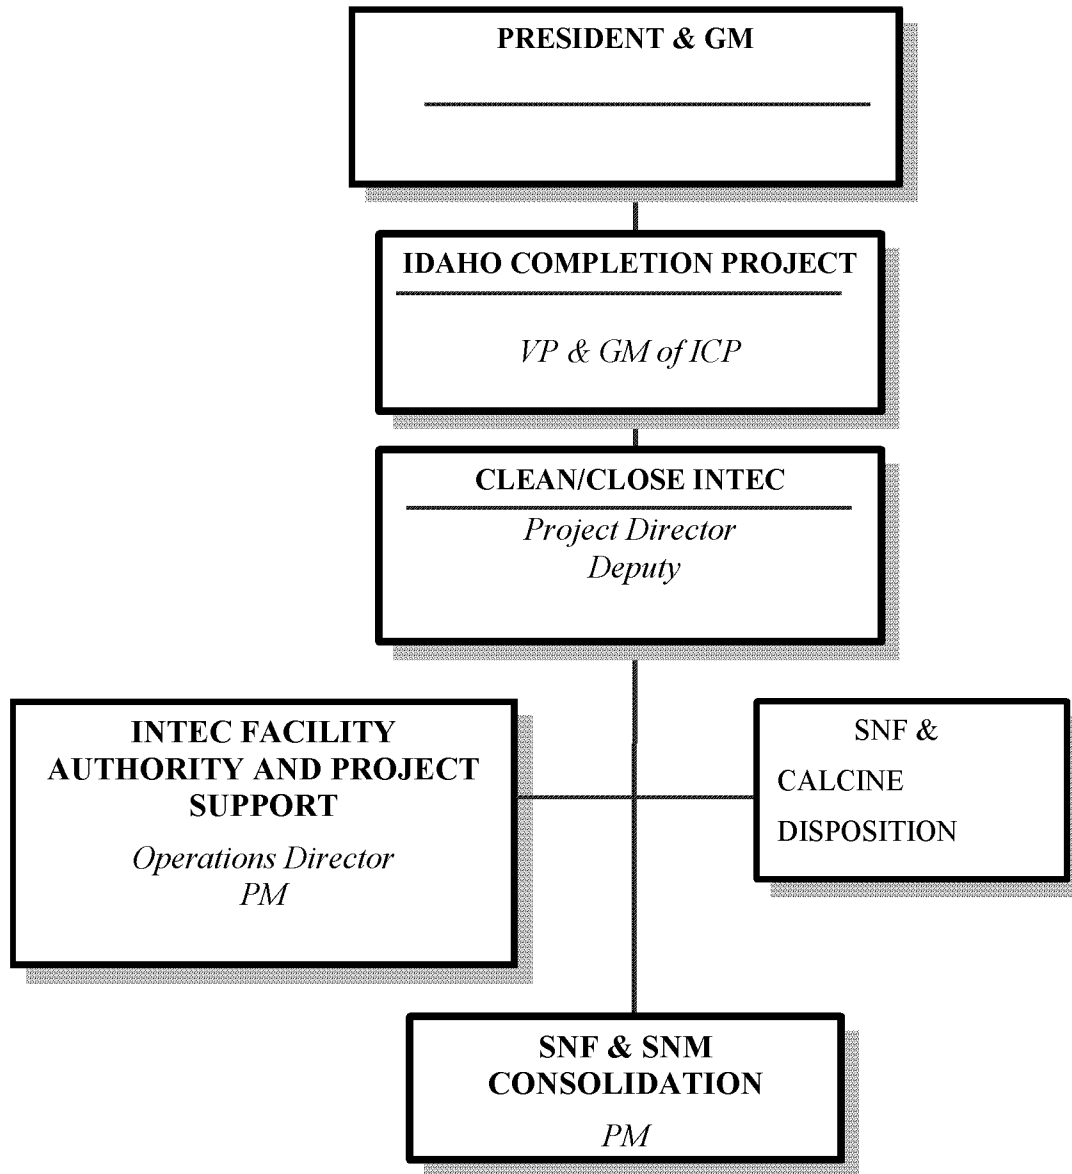 PRESIDENT & GM
IDAHO COMPLETION PROJECT
VP & GM of ICP
CLEAN/CLOSE INTEC
Project Director
Deputy
INTEC FACILITY
AUTHORITY AND PROJECT
SUPPORT
Operations Director
PM
SNF &
CALCINE
DISPOSITION
SNF & SNM
CONSOLIDATION
PM